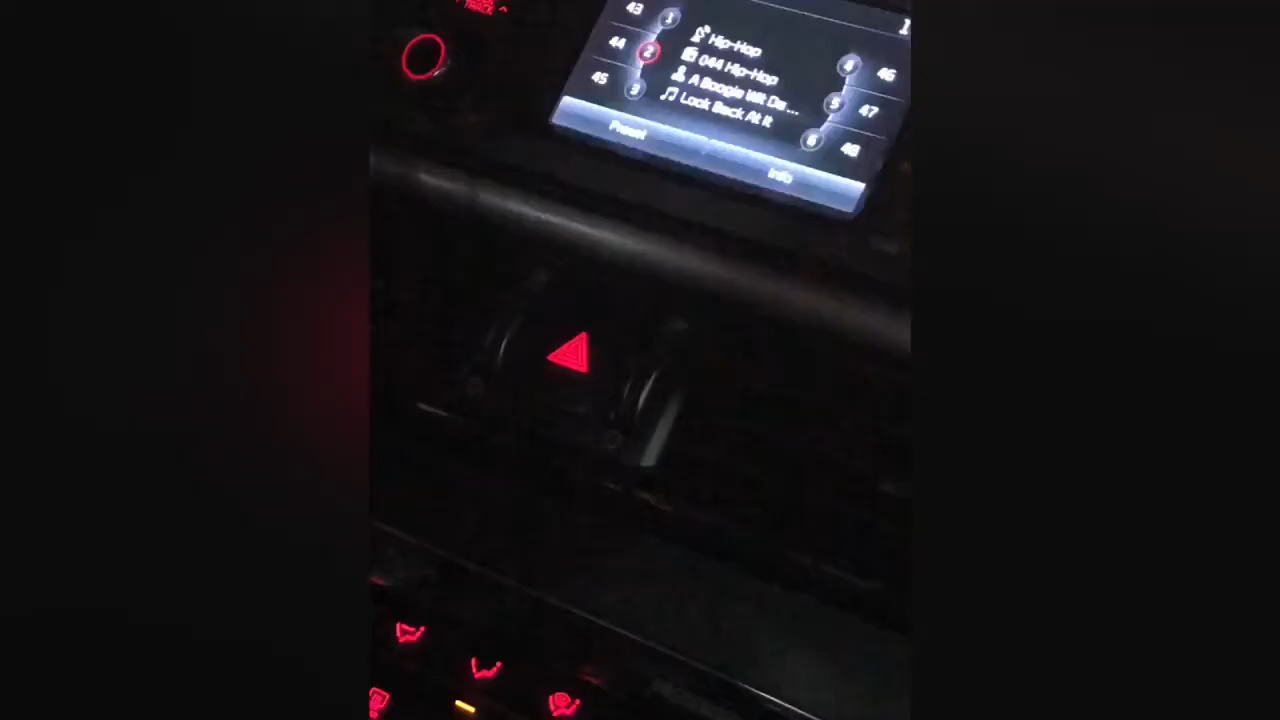 TRACK
43 1
44 2
45 3
Hip-Hop
044 Hip-Hop
A Boogie Wit Da ...
Look Back At It
4 46
5 47
6 48
Preset
Info